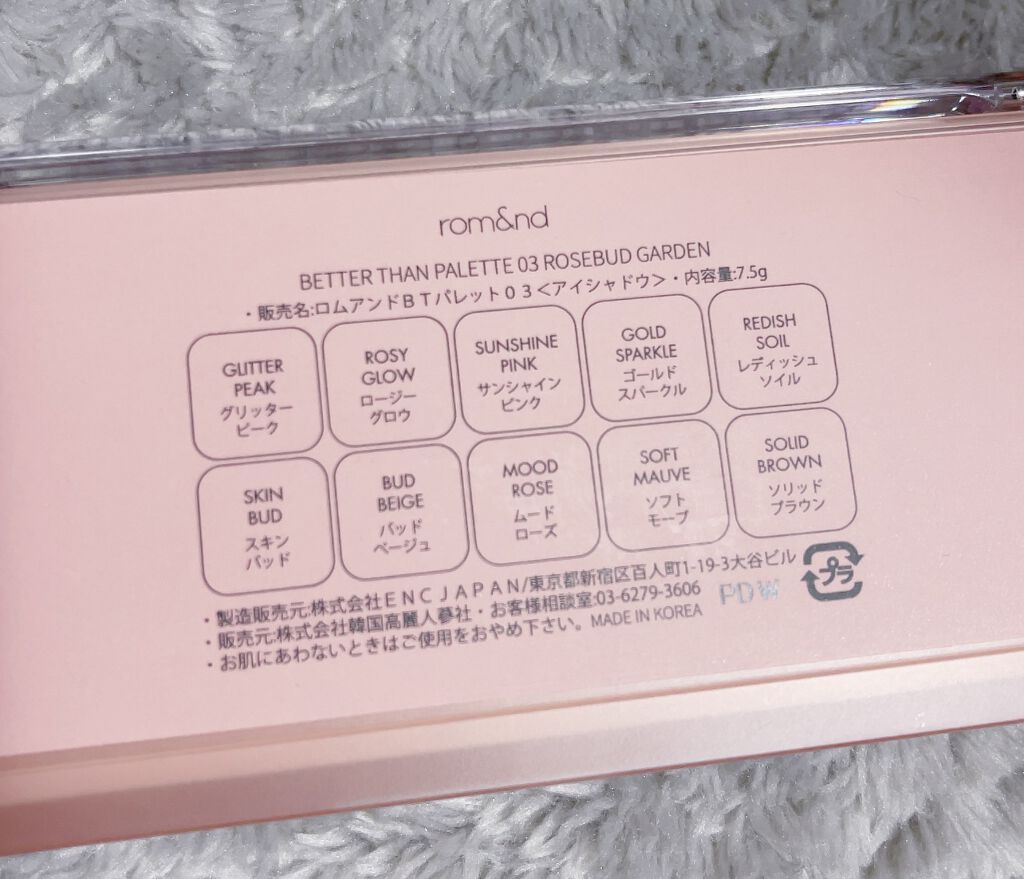 rom&nd
BETTER THAN PALETTE 03 ROSEBUD GARDEN
・販売名:ロムアンドBTパレット03<アイシャドウ>・内容量:7.5g
GLITTER
PEAK
グリッター
ピーク
ROSY
GLOW
ロージー
グロウ
SUNSHINE
PINK
サンシャイン
ピンク
GOLD
SPARKLE
ゴールド
スパークル
REDISH
SOIL
レディッシュ
ソイル
SKIN
BUD
スキン
バッド
BUD
BEIGE
バッド
ベージュ
MOOD
ROSE
ムード
ローズ
SOFT
MAUVE
ソフト
モーブ
SOLID
BROWN
ソリッド
ブラウン
・製造販売元:株式会社ENCJAPAN/東京都新宿区百人町1-19-3大谷ビル
・販売元:株式会社韓国高麗人蔘社・お客様相談室:03-6279-3606
・お肌にあわないときはご使用をおやめ下さい。MADE IN KOREA
PDW
プラ